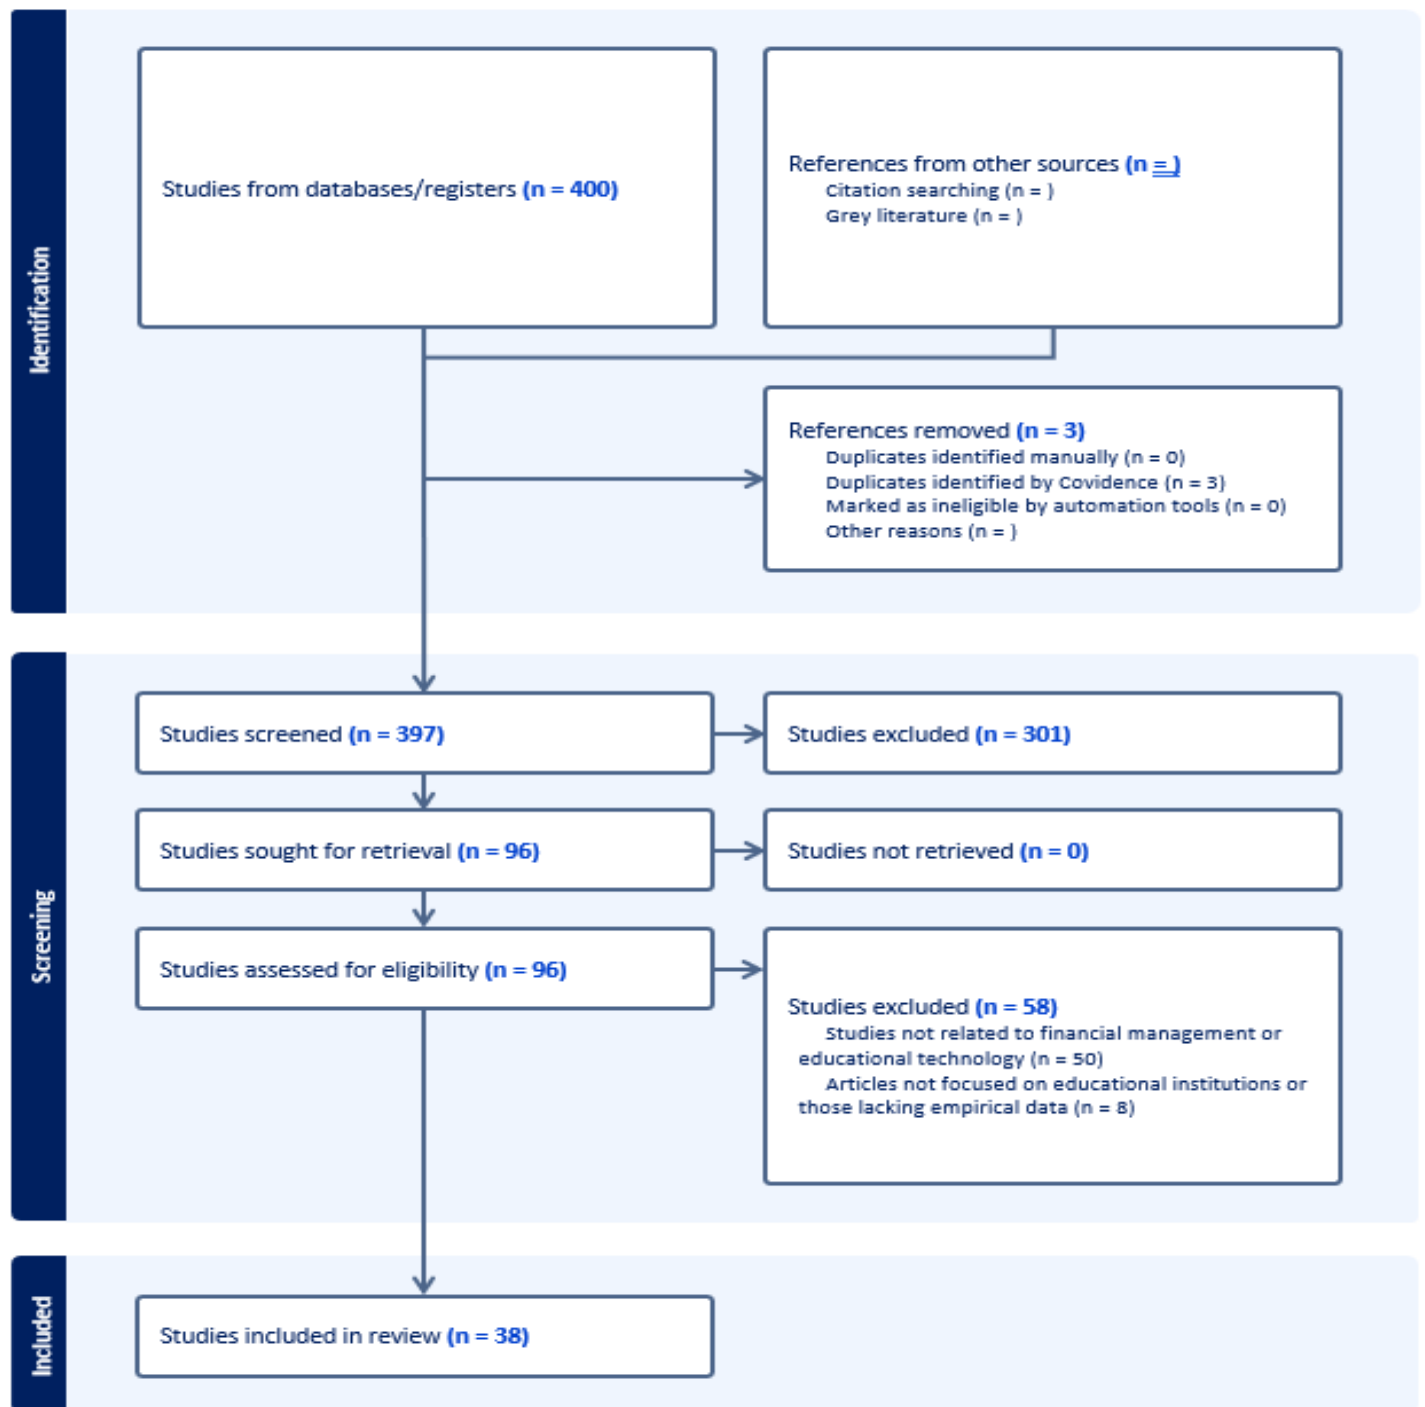 Identification
Studies from databases/registers (n = 400)
References from other sources (n = )
Citation searching (n = )
Grey literature (n = )
References removed (n = 3)
Duplicates identified manually (n = 0)
Duplicates identified by Covidence (n = 3)
Marked as ineligible by automation tools (n = 0)
Other reasons (n = )
Screening
Studies screened (n = 397)
Studies excluded (n = 301)
Studies sought for retrieval (n = 96)
Studies not retrieved (n = 0)
Studies assessed for eligibility (n = 96)
Studies excluded (n = 58)
Studies not related to financial management or
educational technology (n = 50)
Articles not focused on educational institutions or
those lacking empirical data (n = 8)
Included
Studies included in review (n = 38)